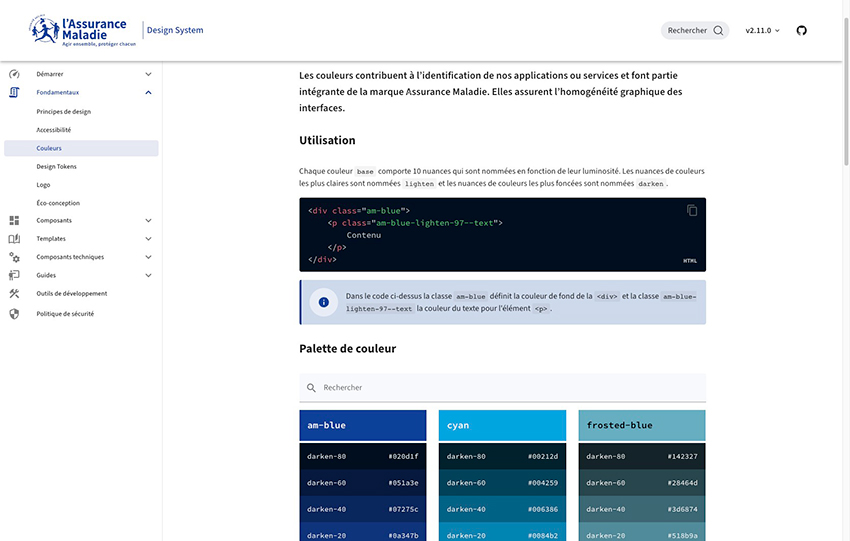 l'Assurance
Maladie
Agir ensemble, protéger chacun
Design System
Rechercher
v2.11.0
Démarrer
Fondamentaux
Principes de design
Accessibilité
Couleurs
Design Tokens
Logo
Éco-conception
Composants
Templates
Composants techniques
Guides
Outils de développement
Politique de sécurité
Les couleurs contribuent à l'identification de nos applications ou services et font partie
intégrante de la marque Assurance Maladie. Elles assurent l'homogénéité graphique des
interfaces.
Utilisation
Chaque couleur base comporte 10 nuances qui sont nommées en fonction de leur luminosité. Les nuances de couleurs
les plus claires sont nommées lighten et les nuances de couleurs les plus foncées sont nommées darken.
<div class="am-blue">
<p class="am-blue-lighten-97--text">
Contenu
</p>
</div>
HTML
Dans le code ci-dessus la classe am-blue définit la couleur de fond de la <div> et la classe am-blue-
lighten-97--text la couleur du texte pour l'élément <p>.
Palette de couleur
Rechercher
am-blue cyan frosted-blue
darken-80 #020d1f darken-80 #00212d darken-80 #142327
darken-60 #051a3e darken-60 #004259 darken-60 #28464d
darken-40 #07275c darken-40 #006386 darken-40 #3d6874
darken-20 #0a347b darken-20 #0084b2 darken-20 #518b9a